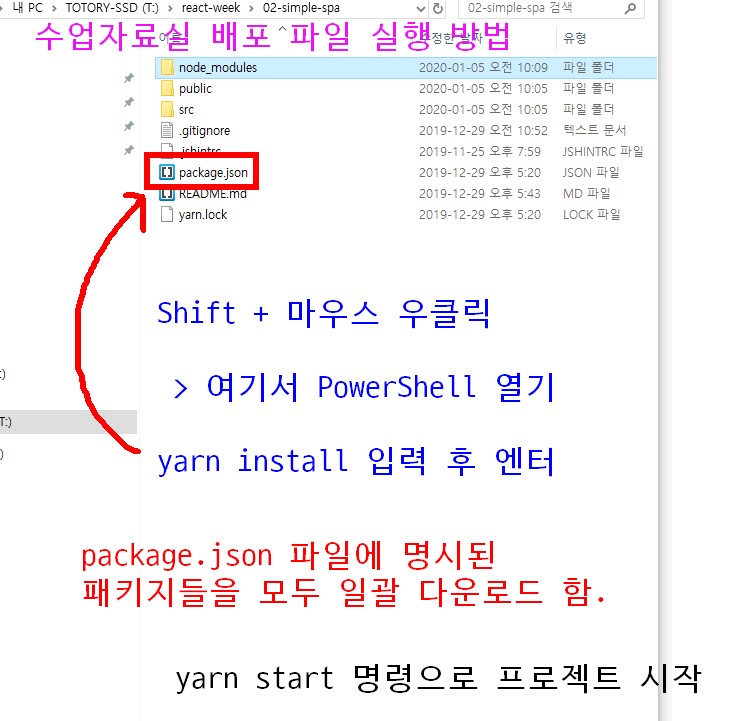 내 PC > TOTORY-SSD (T:) > react-week > 02-simple-spa
02-simple-spa 검색
수업자료실 배포 파일 실행 방법
유형
node_modules 2020-01-05 오전 10:09 파일 폴더
public 2020-01-05 오전 10:05 파일 폴더
src 2020-01-05 오전 10:05 파일 폴더
.gitignore 2019-12-29 오전 10:52 텍스트 문서
.jshintrc 2019-11-25 오후 7:59 JSHINTRC 파일
package.json 2019-12-29 오후 5:20 JSON 파일
README.md 2019-12-29 오후 5:43 MD 파일
yarn.lock 2019-12-29 오후 5:20 LOCK 파일
Shift + 마우스 우클릭
> 여기서 PowerShell 열기
T:)
yarn install 입력 후 엔터
package.json 파일에 명시된
패키지들을 모두 일괄 다운로드 함.
yarn start 명령으로 프로젝트 시작